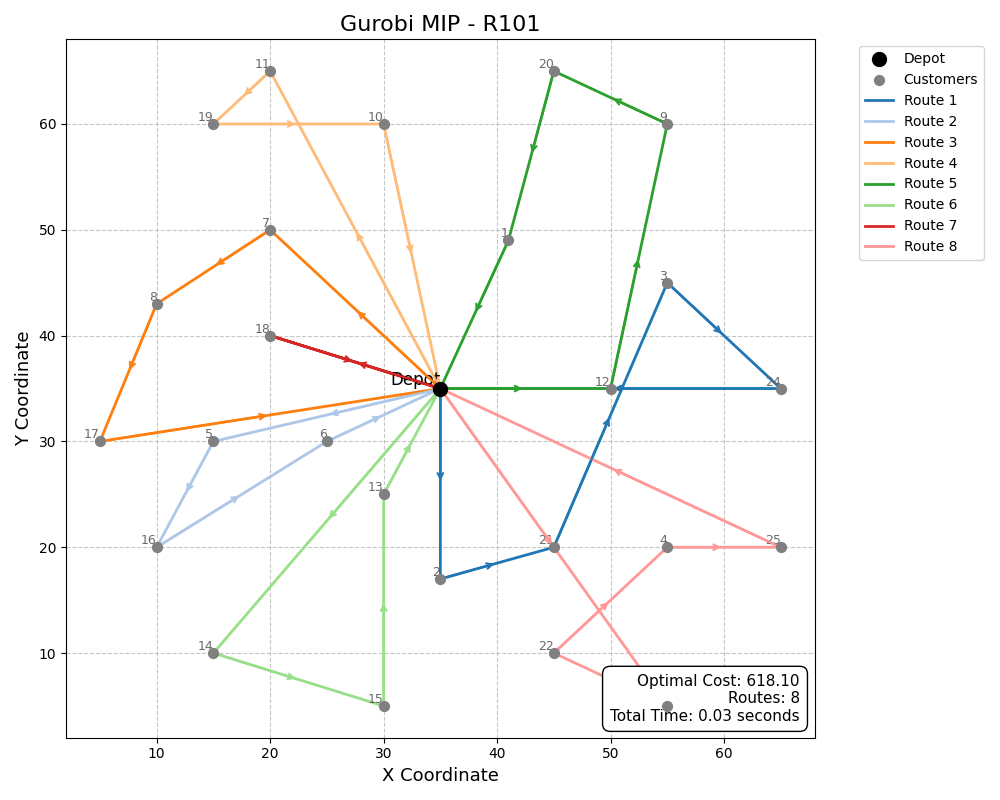 Gurobi MIP - R101
Y Coordinate
60
50
40
30
20
10
11
20
19
10
9
7
1
8
3
18
Depot
12
24
17
5
6
13
16
21
4
25
2
14
22
15
Optimal Cost: 618.10
Routes: 8
Total Time: 0.03 seconds
10
20
30
40
50
60
X Coordinate
Depot
Customers
Route 1
Route 2
Route 3
Route 4
Route 5
Route 6
Route 7
Route 8